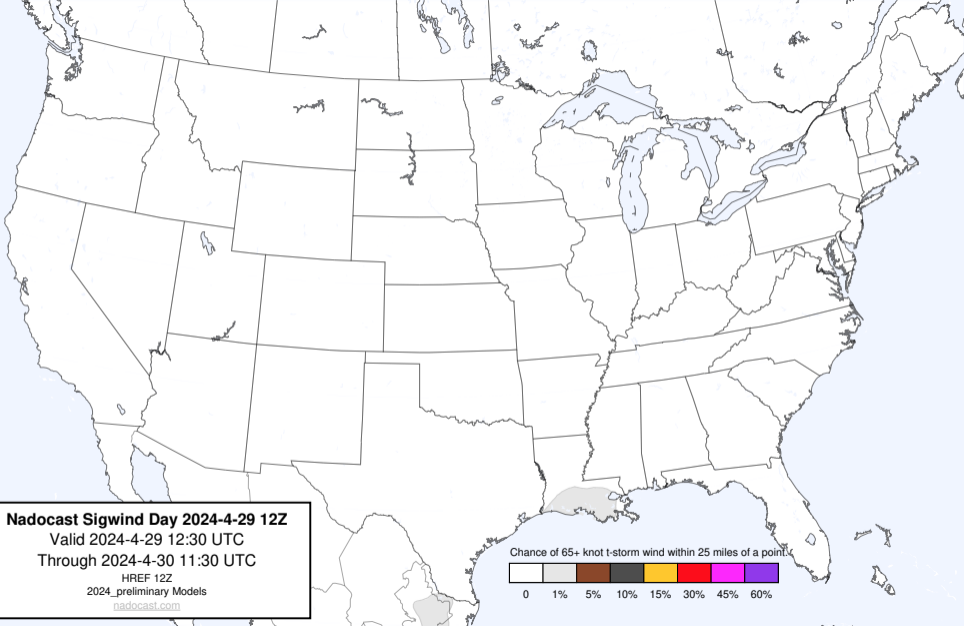 Nadocast Sigwind Day 2024-4-29 12Z
Valid 2024-4-29 12:30 UTC
Through 2024-4-30 11:30 UTC
HREF 12Z
2024_preliminary Models
nadocast.com
Chance of 65+ knot t-storm wind within 25 miles of a point.
0 1% 5% 10% 15% 30% 45% 60%